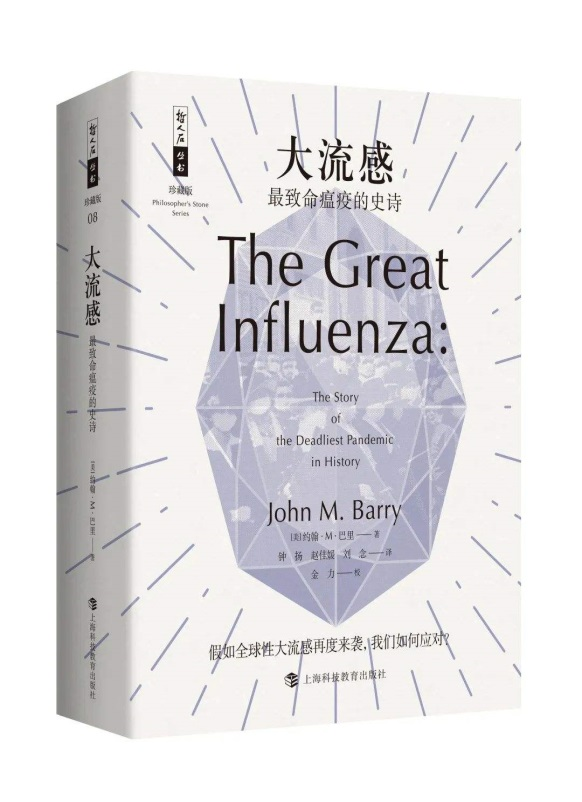 哲人石
丛书
珍藏版
Philosopher's Stone
Series
大流感
最致命瘟疫的史诗
The Great
Influenza:
The Story
of
the Deadliest Pandemic
in History
John M. Barry
[美]约翰·M·巴里——著
钟 扬 赵佳媛 刘 念——译
金 力——校
假如全球性大流感再度来袭,我们如何应对?
上海科技教育出版社
哲人石
丛书
珍藏版
08
大流感
最致命瘟疫的史诗
[美]约翰·M·巴里——著
上海科技教育出版社